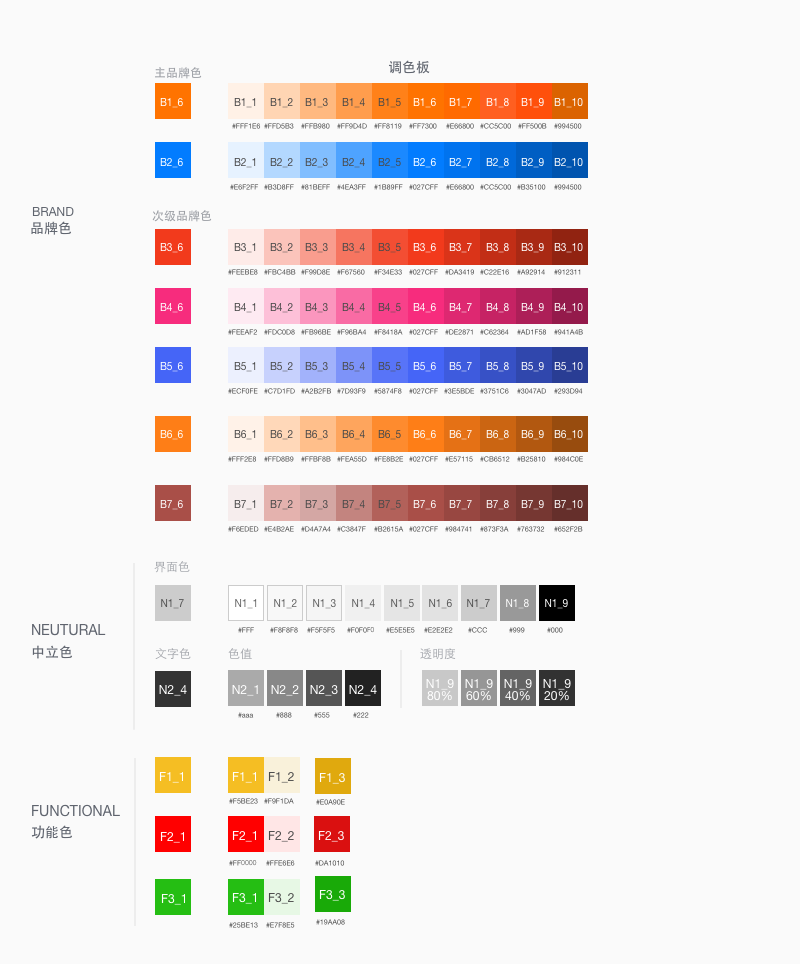 调色板
主品牌色
B1_6 B1_1 B1_2 B1_3 B1_4 B1_5 B1_6 B1_7 B1_8 B1_9 B1_10
#FFF1E6 #FFD5B3 #FFB980 #FF9D4D #FF8119 #FF7300 #E66800 #CC5C00 #FF500B #994500
B2_6 B2_1 B2_2 B2_3 B2_4 B2_5 B2_6 B2_7 B2_8 B2_9 B2_10
#E6F2FF #B3D8FF #81BEFF #4EA3FF #1B89FF #027CFF #E66800 #CC5C00 #B35100 #994500
BRAND
品牌色
次级品牌色
B3_6 B3_1 B3_2 B3_3 B3_4 B3_5 B3_6 B3_7 B3_8 B3_9 B3_10
#FEEBE8 #FBC4BB #F99D8E #F67560 #F34E33 #027CFF #DA3419 #C22E16 #A92914 #912311
B4_6 B4_1 B4_2 B4_3 B4_4 B4_5 B4_6 B4_7 B4_8 B4_9 B4_10
#FEEAF2 #FDC0D8 #FB96BE #F96BA4 #F8418A #027CFF #DE2871 #C62364 #AD1F58 #941A4B
B5_6 B5_1 B5_2 B5_3 B5_4 B5_5 B5_6 B5_7 B5_8 B5_9 B5_10
#ECF0FE #C7D1FD #A2B2FB #7D93F9 #5874F8 #027CFF #3E5BDE #3751C6 #3047AD #293D94
B6_6 B6_1 B6_2 B6_3 B6_4 B6_5 B6_6 B6_7 B6_8 B6_9 B6_10
#FFF2E8 #FFD8B9 #FFBF8B #FEA55D #FE8B2E #027CFF #E57115 #CB6512 #B25810 #984C0E
B7_6 B7_1 B7_2 B7_3 B7_4 B7_5 B7_6 B7_7 B7_8 B7_9 B7_10
#F6EDED #E4B2AE #D4A7A4 #C3847F #B2615A #027CFF #984741 #873F3A #763732 #652F2B
界面色
N1_7 N1_1 N1_2 N1_3 N1_4 N1_5 N1_6 N1_7 N1_8 N1_9
#FFF #F8F8F8 #F5F5F5 #F0F0F0 #E5E5E5 #E2E2E2 #CCC #999 #000
NEUTURAL
中立色
文字色 色值 透明度
N2_4 N2_1 N2_2 N2_3 N2_4 N1_9 N1_9 N1_9 N1_9
80% 60% 40% 20%
#aaa #888 #555 #222
F1_1 F1_1 F1_2 F1_3
#F5BE23 #F9F1DA #E0A90E
FUNCTIONAL
功能色
F2_1 F2_1 F2_2 F2_3
#FF0000 #FFE6E6 #DA1010
F3_1 F3_1 F3_2 F3_3
#25BE13 #E7F8E5 #19AA08